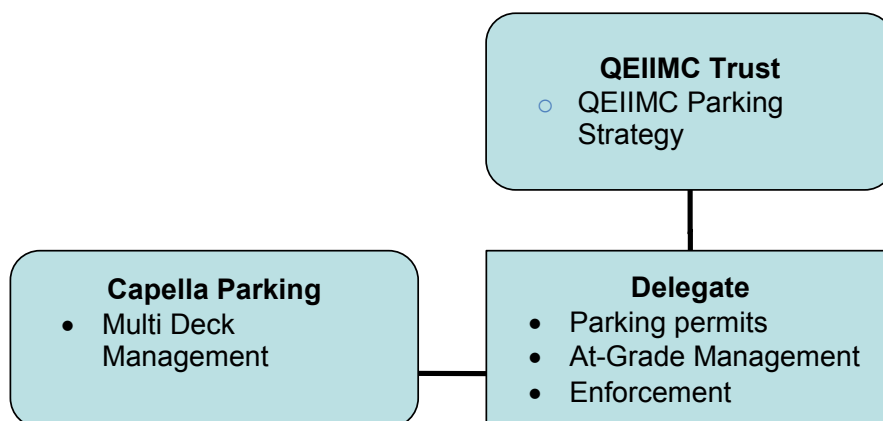 QEIIMC Trust
○ QEIIMC Parking
Strategy
Capella Parking
• Multi Deck
Management
Delegate
• Parking permits
• At-Grade Management
• Enforcement